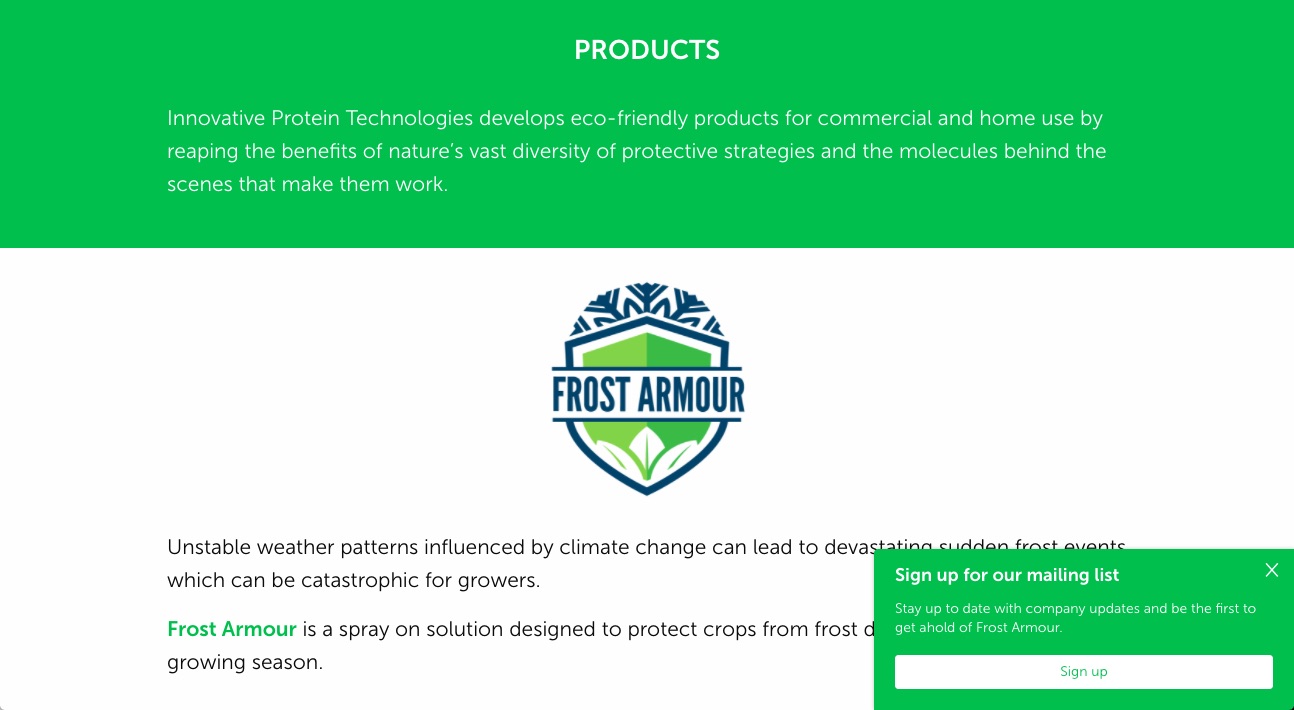 PRODUCTS
Innovative Protein Technologies develops eco-friendly products for commercial and home use by
reaping the benefits of nature's vast diversity of protective strategies and the molecules behind the
scenes that make them work.
FROST ARMOUR
Unstable weather patterns influenced by climate change can lead to devastating sudden frost events
which can be catastrophic for growers.
Frost Armour is a spray on solution designed to protect crops from frost
growing season.
Sign up for our mailing list
Stay up to date with company updates and be the first to
get ahold of Frost Armour.
Sign up